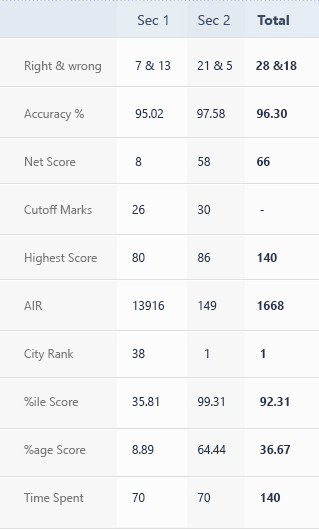 Sec 1 Sec 2 Total
Right & wrong 7 & 13 21 & 5 28 &18
Accuracy % 95.02 97.58 96.30
Net Score 8 58 66
Cutoff Marks 26 30 -
Highest Score 80 86 140
AIR 13916 149 1668
City Rank 38 1 1
%ile Score 35.81 99.31 92.31
%age Score 8.89 64.44 36.67
Time Spent 70 70 140